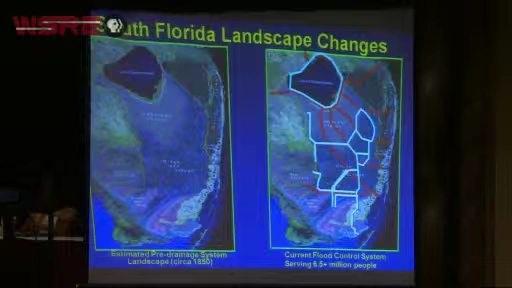 WSRE PBS
South Florida Landscape Changes
Estimated Pre-drainage System
Landscape (circa 1850)
Current Flood Control System
Serving 6.5+ million people